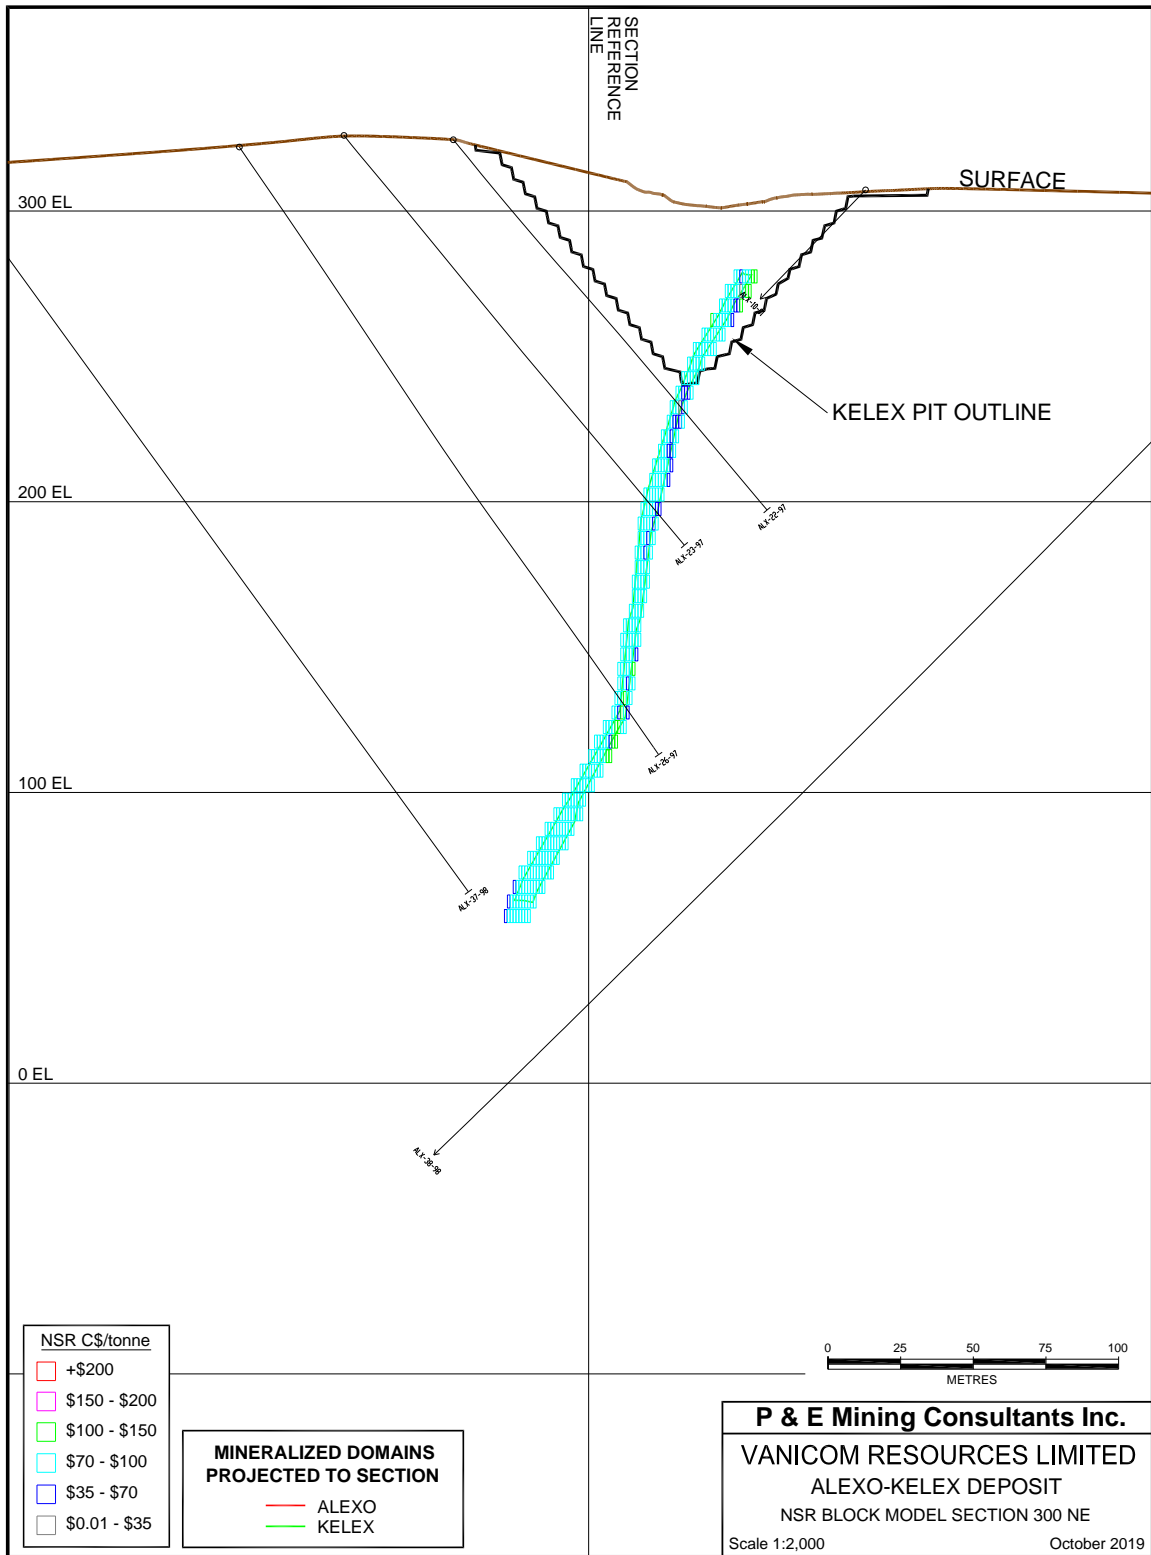 SECTION
REFERENCE
LINE
SURFACE
300 EL
KELEX PIT OUTLINE
200 EL
ALX-22-97
ALX-23-97
ALX-26-97
100 EL
ALX-37-98
0 EL
ALX-38-98
NSR C$/tonne
+$200
$150 - $200
$100 - $150
$70 - $100
$35 - $70
$0.01 - $35
MINERALIZED DOMAINS
PROJECTED TO SECTION
ALEXO
KELEX
0 25 50 75 100
METRES
P & E Mining Consultants Inc.
VANICOM RESOURCES LIMITED
ALEXO-KELEX DEPOSIT
NSR BLOCK MODEL SECTION 300 NE
Scale 1:2,000 October 2019